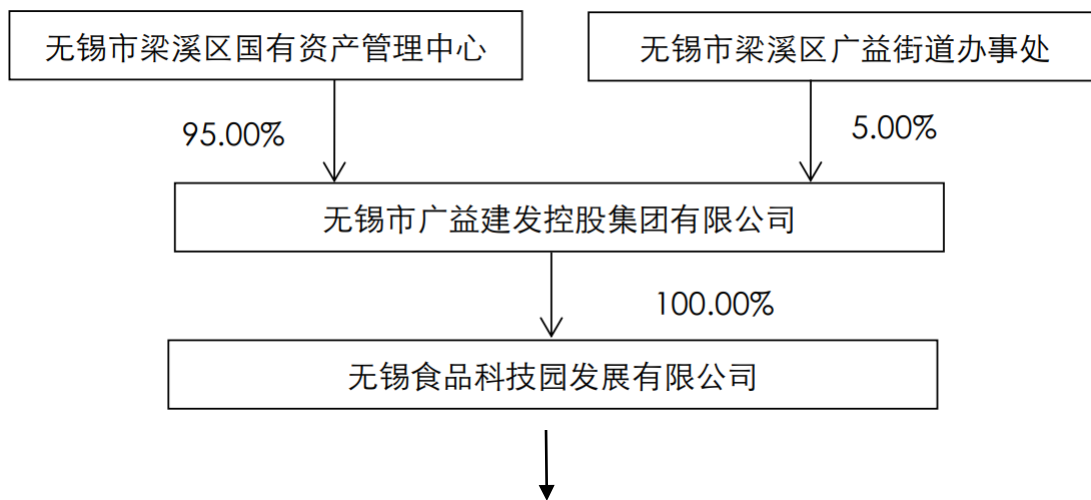 无锡市梁溪区国有资产管理中心
无锡市梁溪区广益街道办事处
95.00%
5.00%
无锡市广益建发控股集团有限公司
100.00%
无锡食品科技园发展有限公司